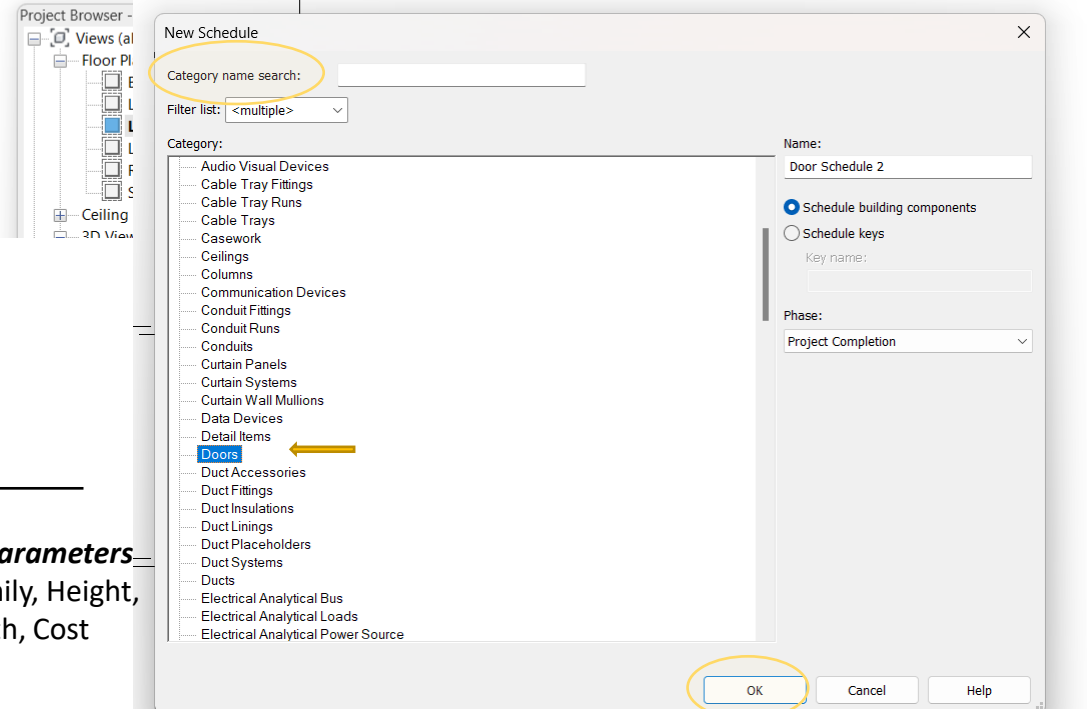 Project Browser -
Views (al
Floor Pl
Ceiling
3D View
New Schedule
Category name search:
Filter list: <multiple>
Category:
Audio Visual Devices
Cable Tray Fittings
Cable Tray Runs
Cable Trays
Casework
Ceilings
Columns
Communication Devices
Conduit Fittings
Conduit Runs
Conduits
Curtain Panels
Curtain Systems
Curtain Wall Mullions
Data Devices
Detail Items
Doors
Duct Accessories
Duct Fittings
Duct Insulations
Duct Linings
Duct Placeholders
Duct Systems
Ducts
Electrical Analytical Bus
Electrical Analytical Loads
Electrical Analytical Power Source
Name:
Door Schedule 2
Schedule building components
Schedule keys
Key name:
Phase:
Project Completion
OK
Cancel
Help
arameters
ily, Height,
h, Cost